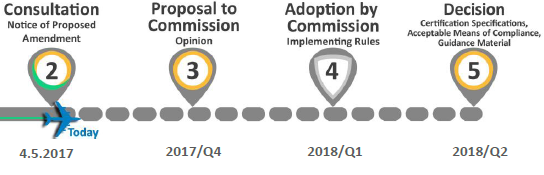 Consultation
Notice of Proposed
Amendment
2
Proposal to
Commission
Opinion
3
Adoption by
Commission
Implementing Rules
4
Decision
Certification Specifications,
Acceptable Means of Compliance,
Guidance Material
5
Today
4.5.2017
2017/Q4
2018/Q1
2018/Q2